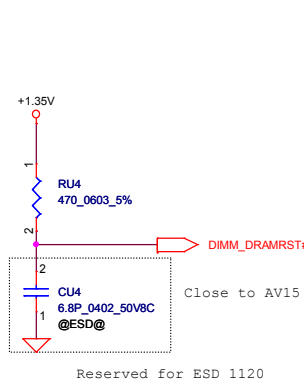 +1.35V
1
RU4
470_0603_5%
2
DIMM_DRAMRST#
2
CU4
6.8P_0402_50V8C
1
@ESD@
Close to AV15
Reserved for ESD 1120